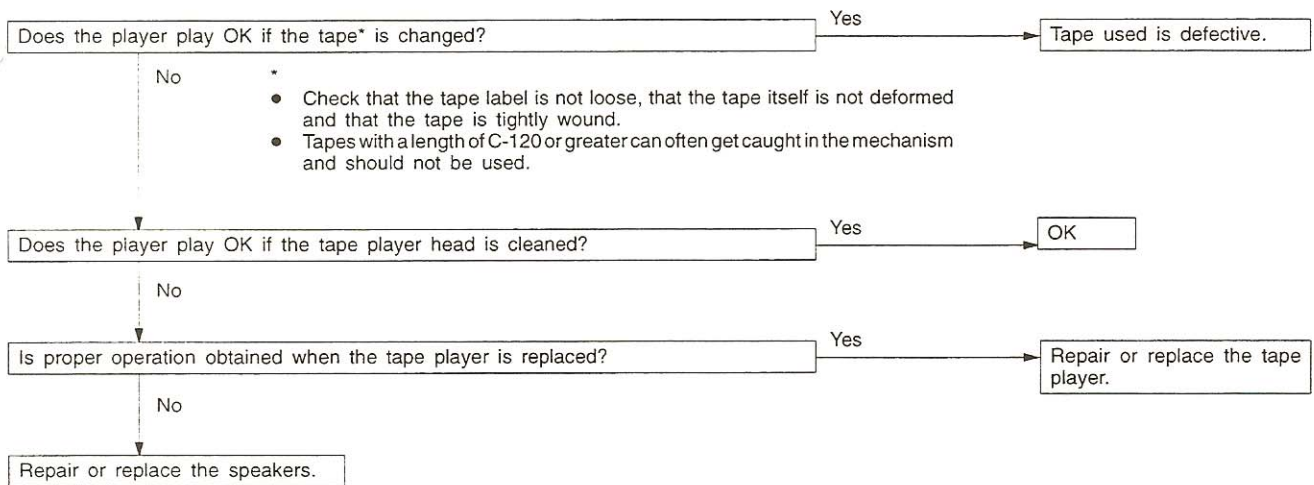 Does the player play OK if the tape* is changed?
Yes
Tape used is defective.
No
*
● Check that the tape label is not loose, that the tape itself is not deformed
and that the tape is tightly wound.
● Tapes with a length of C-120 or greater can often get caught in the mechanism
and should not be used.
Does the player play OK if the tape player head is cleaned?
Yes
OK
No
Is proper operation obtained when the tape player is replaced?
Yes
Repair or replace the tape
player.
No
Repair or replace the speakers.